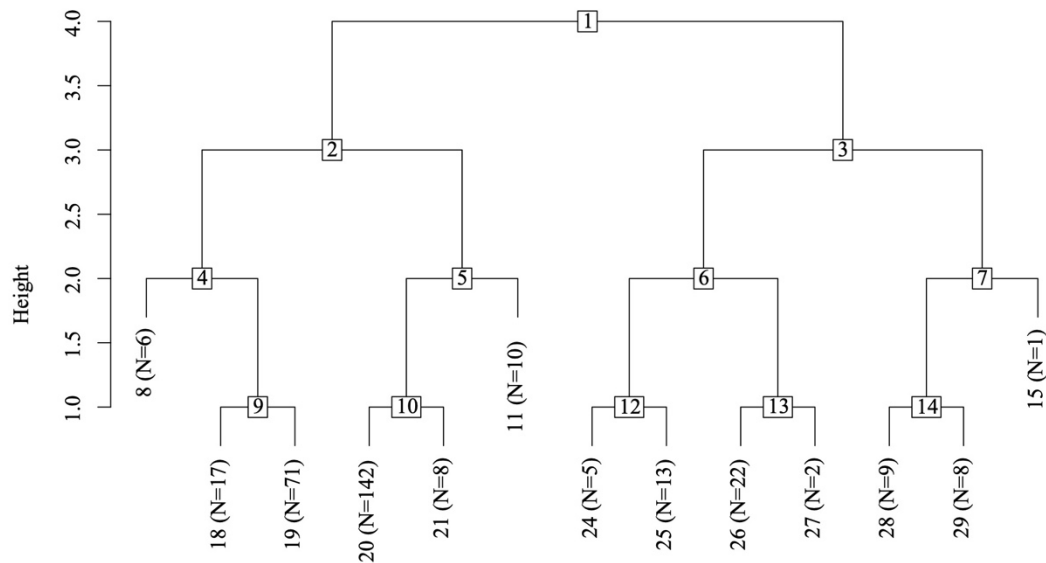 4.0
3.5
3.0
2.5
2.0
1.5
1.0
Height
1
2
3
4
5
6
7
8 (N=6)
9
10
11 (N=10)
12
13
14
15 (N=1)
18 (N=17)
19 (N=71)
20 (N=142)
21 (N=8)
24 (N=5)
25 (N=13)
26 (N=22)
27 (N=2)
28 (N=9)
29 (N=8)